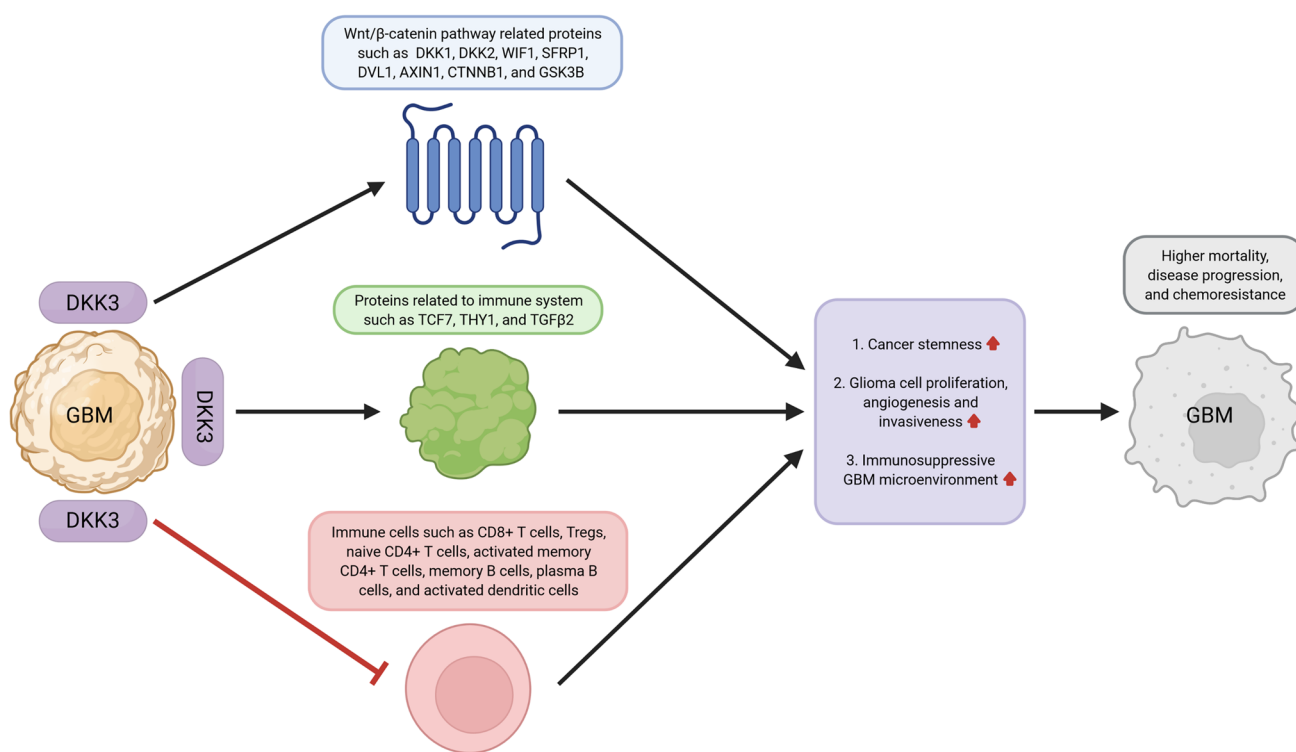 Wnt/β-catenin pathway related proteins
such as DKK1, DKK2, WIF1, SFRP1,
DVL1, AXIN1, CTNNB1, and GSK3B
DKK3
GBM
DKK3
DKK3
Proteins related to immune system
such as TCF7, THY1, and TGFβ2
Immune cells such as CD8+ T cells, Tregs,
naive CD4+ T cells, activated memory
CD4+ T cells, memory B cells, plasma B
cells, and activated dendritic cells
1. Cancer stemness
2. Glioma cell proliferation,
angiogenesis and
invasiveness
3. Immunosuppressive
GBM microenvironment
Higher mortality,
disease progression,
and chemoresistance
GBM